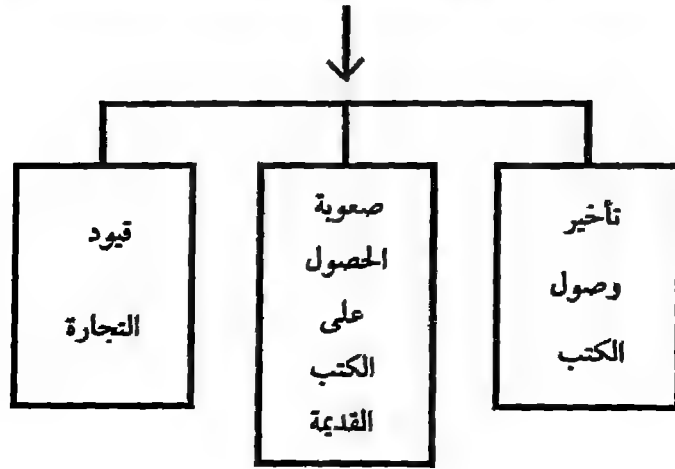 تأخير
وصول
الكتب
صعوبة
الحصول
على
الكتب
القديمة
قيود
التجارة